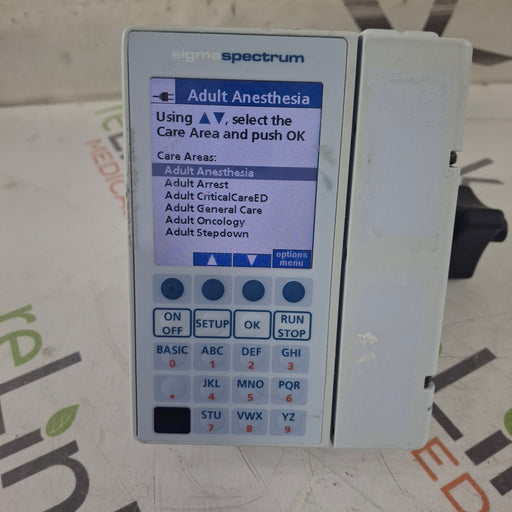 sigmaspectrum
Adult Anesthesia
Using ▲▼, select the
Care Area and push OK
Care Areas:
Adult Anesthesia
Adult Arrest
Adult CriticalCareED
Adult General Care
Adult Oncology
Adult Stepdown
options
menu
ON
OFF
SETUP
OK
RUN
STOP
BASIC
0
ABC
1
DEF
2
GHI
3
.
JKL
4
MNO
5
PQR
6
STU
7
VWX
8
YZ
9